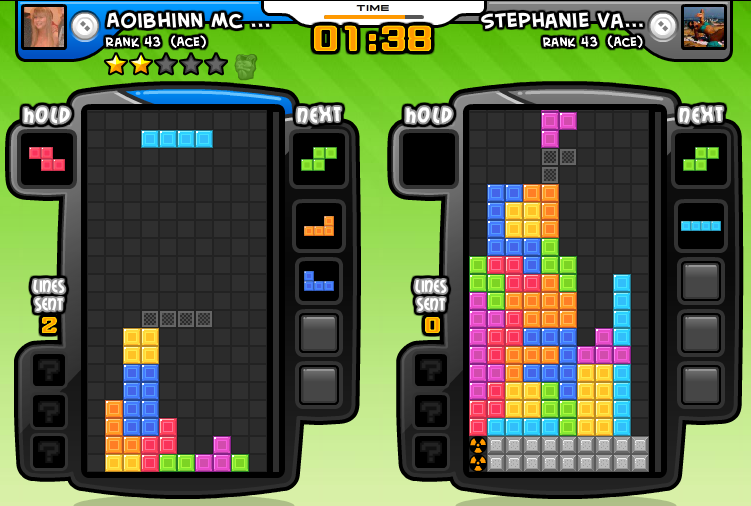 AOIBHINN MC ...
RANK 43 (ACE)
TIME
01:38
STEPHANIE VA...
RANK 43 (ACE)
HOLD
NEXT
LINES
SENT
2
?
?
?
HOLD
NEXT
LINES
SENT
0
?
?
?